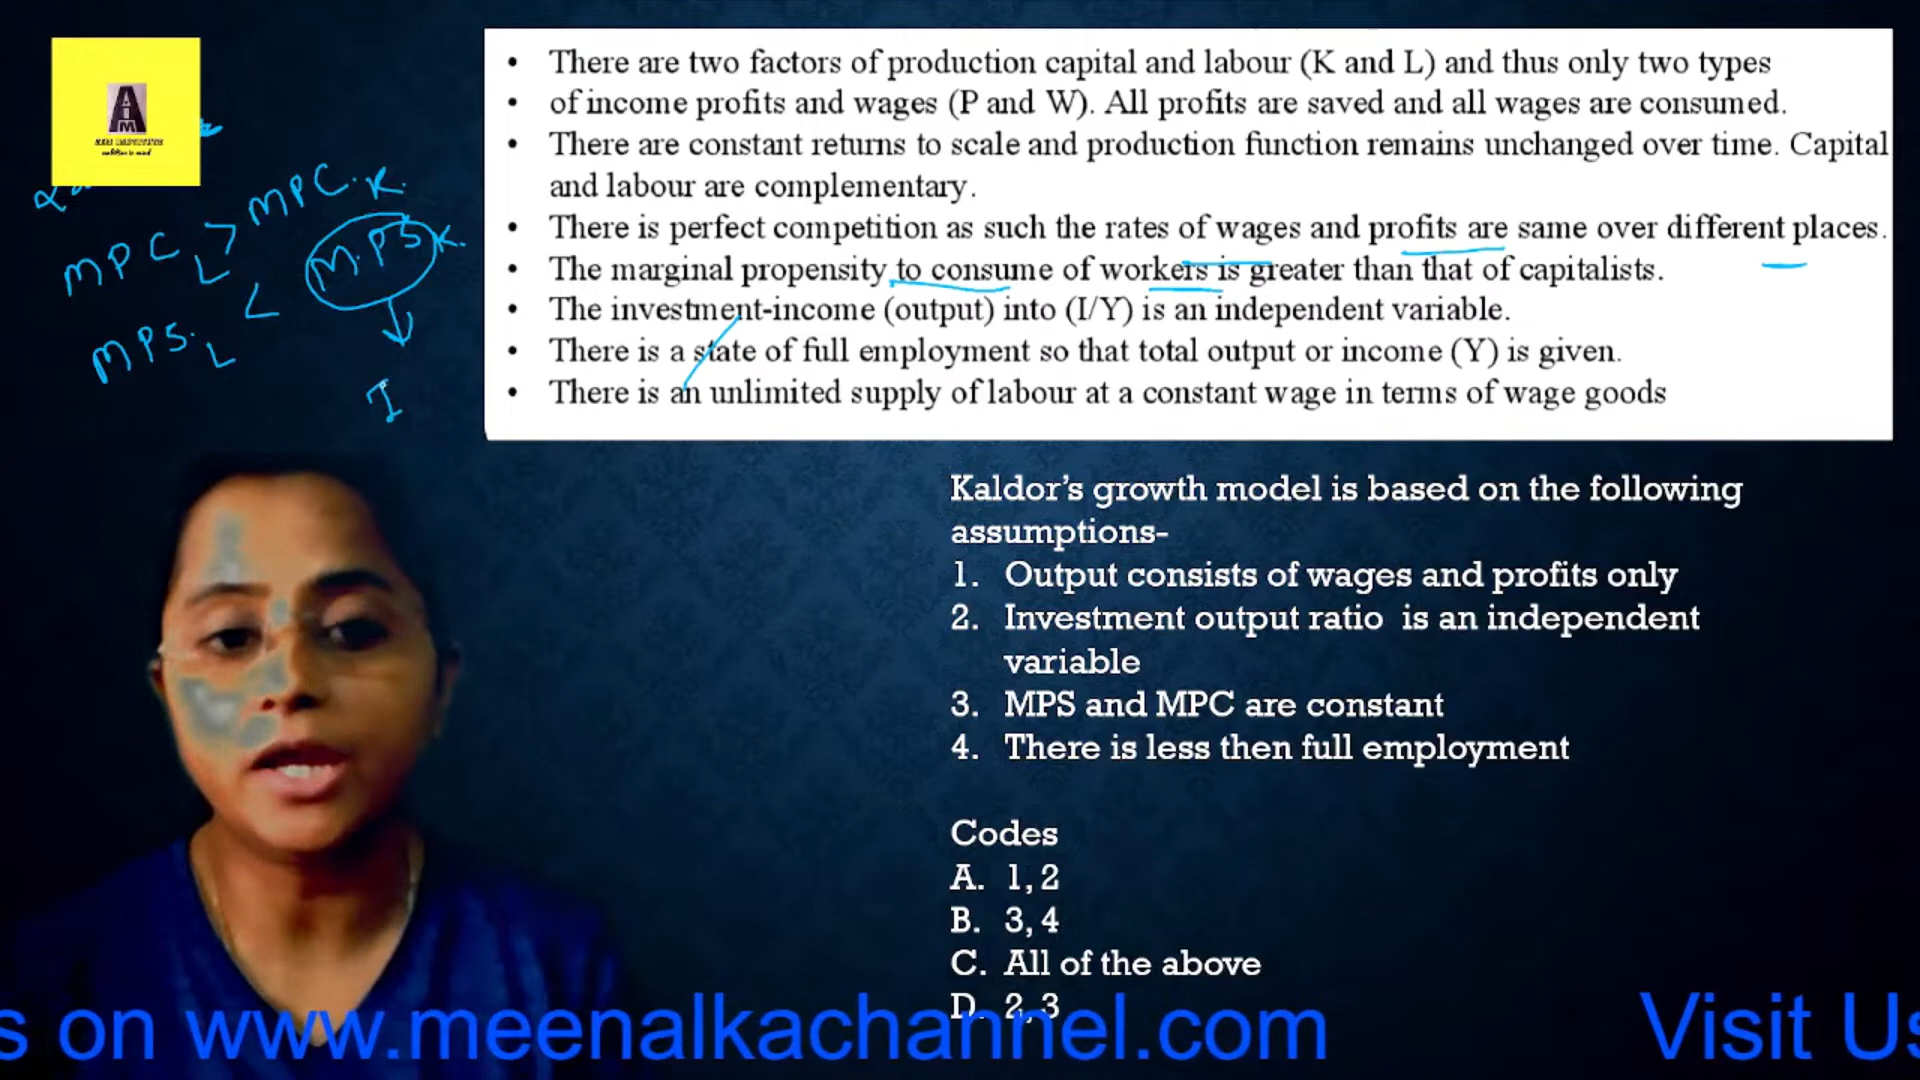 • There are two factors of production capital and labour (K and L) and thus only two types
• of income profits and wages (P and W). All profits are saved and all wages are consumed.
• There are constant returns to scale and production function remains unchanged over time. Capital
and labour are complementary.
• There is perfect competition as such the rates of wages and profits are same over different places.
• The marginal propensity to consume of workers is greater than that of capitalists.
• The investment-income (output) into (I/Y) is an independent variable.
• There is a state of full employment so that total output or income (Y) is given.
• There is an unlimited supply of labour at a constant wage in terms of wage goods
AIM
MPC L > MPC. K.
MPS. L < M.PS K.
I
Kaldor's growth model is based on the following
assumptions-
1. Output consists of wages and profits only
2. Investment output ratio is an independent
variable
3. MPS and MPC are constant
4. There is less then full employment
Codes
A. 1, 2
B. 3, 4
C. All of the above
D. 2, 3
s on www.meenalkachannel.com Visit Us